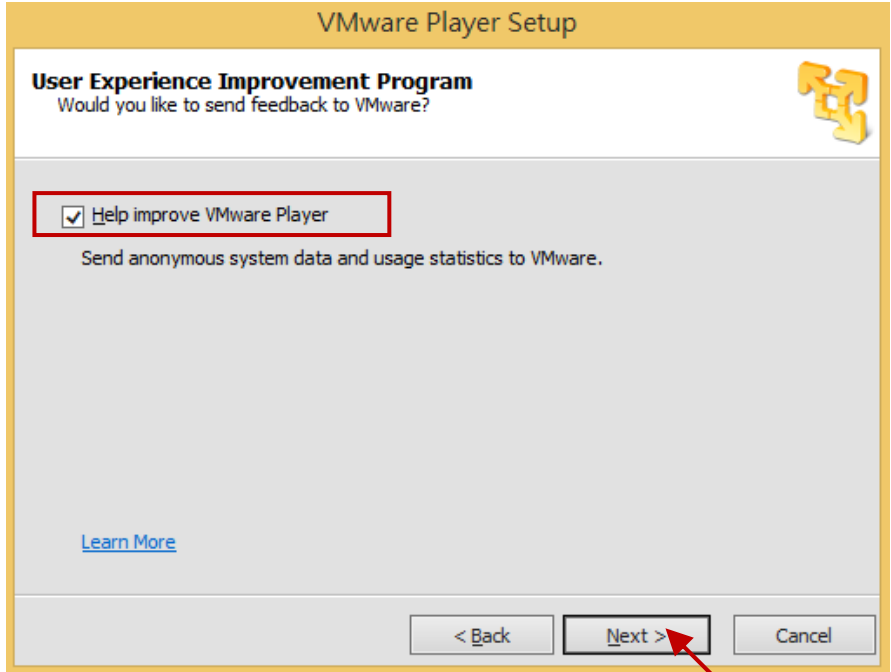 VMware Player Setup
User Experience Improvement Program
Would you like to send feedback to VMware?
Help improve VMware Player
Send anonymous system data and usage statistics to VMware.
Learn More
< Back
Next >
Cancel